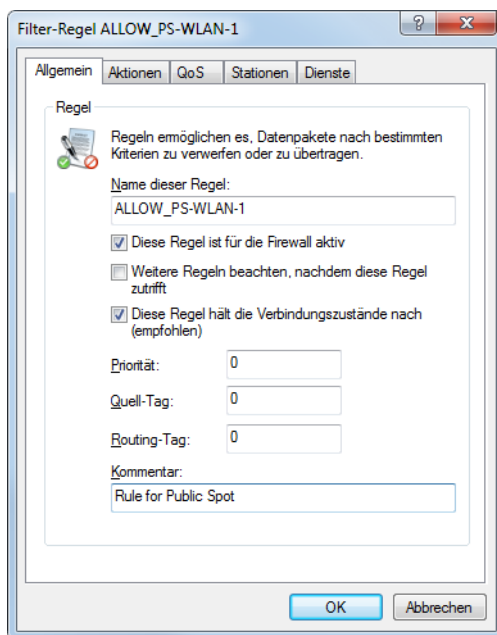 Filter-Regel ALLOW_PS-WLAN-1
?
Allgemein Aktionen QoS Stationen Dienste
Regel
Regeln ermöglichen es, Datenpakete nach bestimmten
Kriterien zu verwerfen oder zu übertragen.
Name dieser Regel:
ALLOW_PS-WLAN-1
Diese Regel ist für die Firewall aktiv
Weitere Regeln beachten, nachdem diese Regel
zutrifft
Diese Regel hält die Verbindungszustände nach
(empfohlen)
Priorität: 0
Quell-Tag: 0
Routing-Tag: 0
Kommentar:
Rule for Public Spot
OK Abbrechen